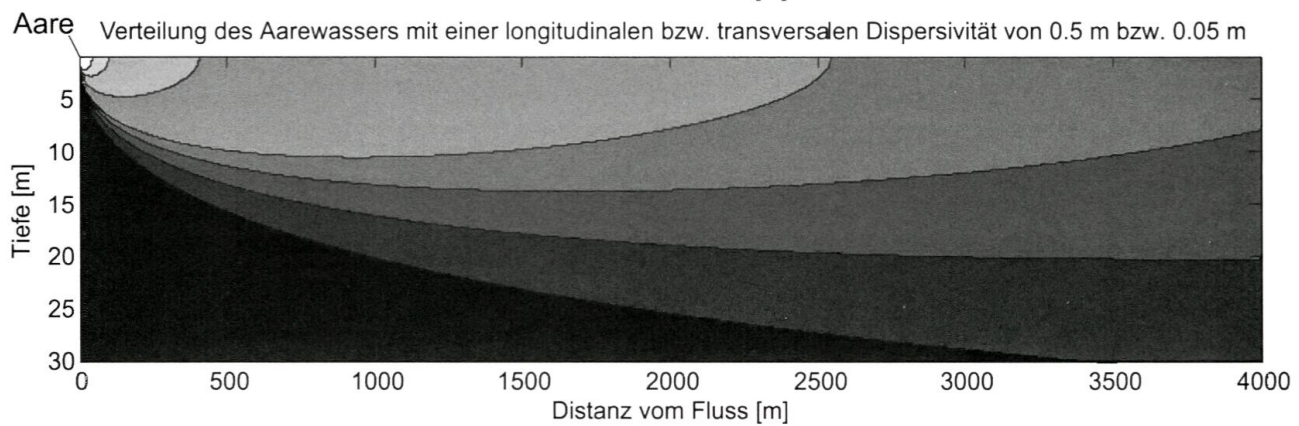 Aare
Verteilung des Aarewassers mit einer longitudinalen bzw. transversalen Dispersivität von 0.5 m bzw. 0.05 m
Tiefe [m]
5
10
15
20
25
30
0 500 1000 1500 2000 2500 3000 3500 4000
Distanz vom Fluss [m]